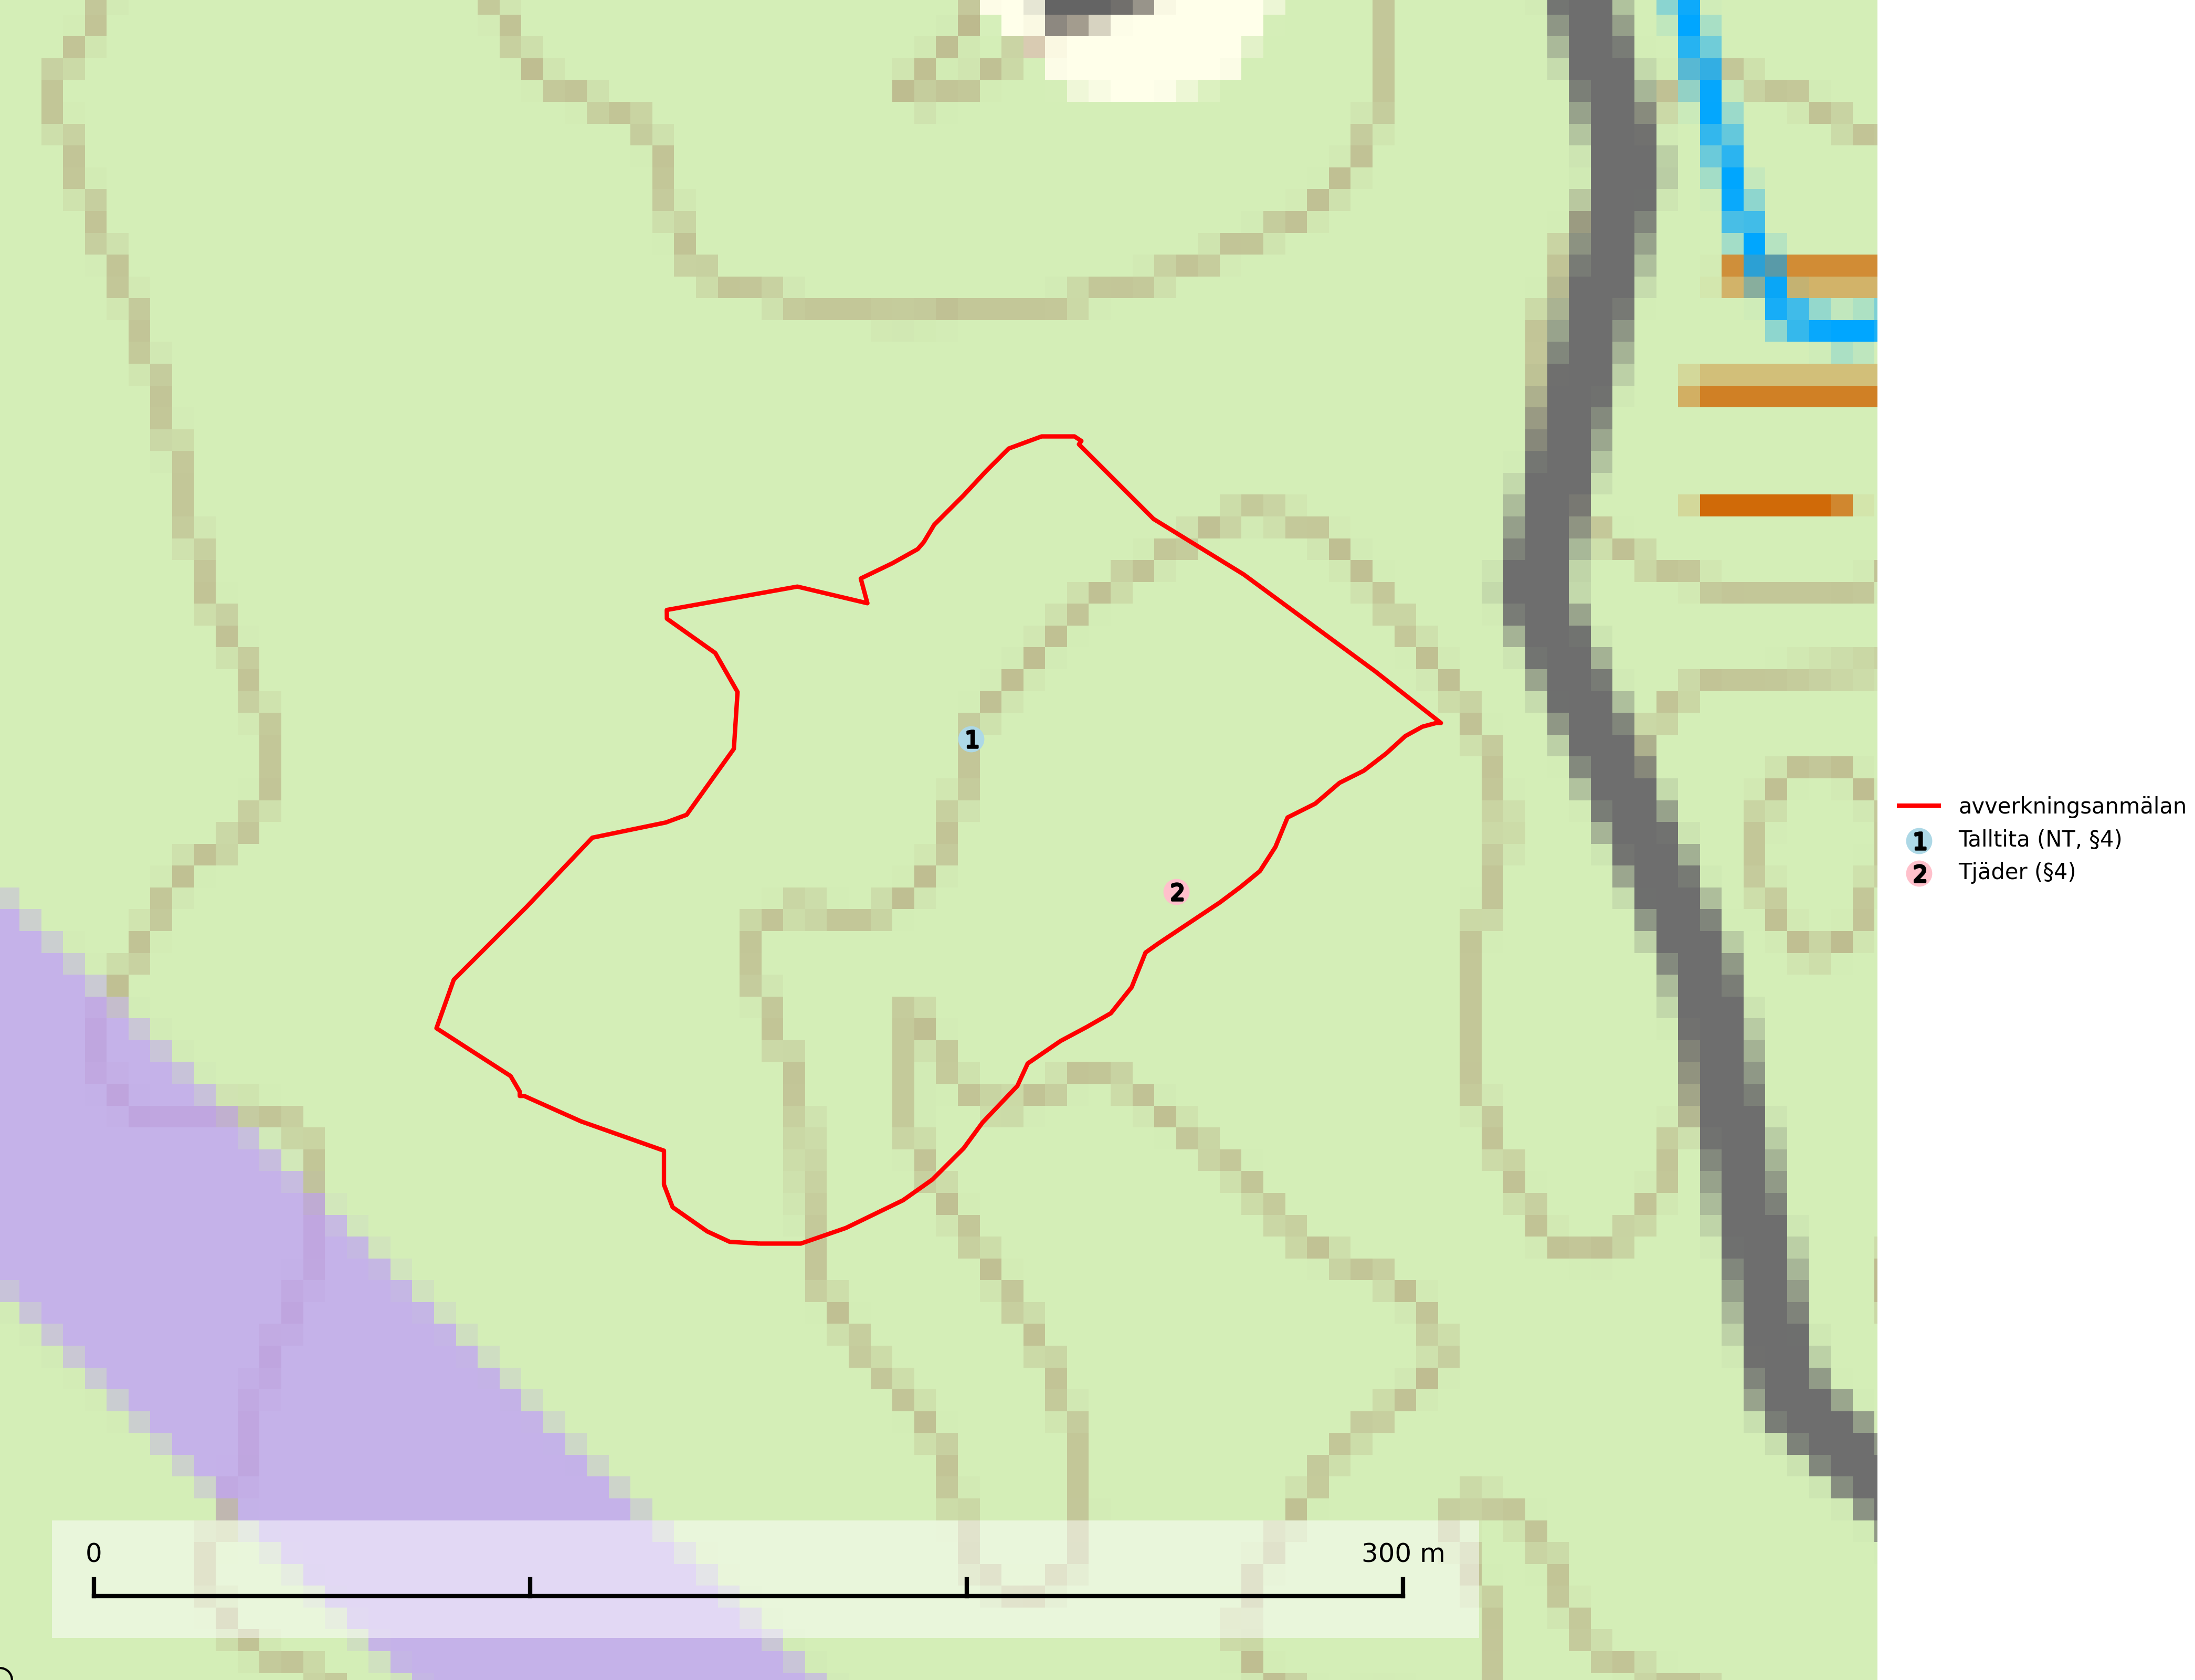 1
2
avverkningsanmälan
1 Talltita (NT, §4)
2 Tjäder (§4)
0 300 m